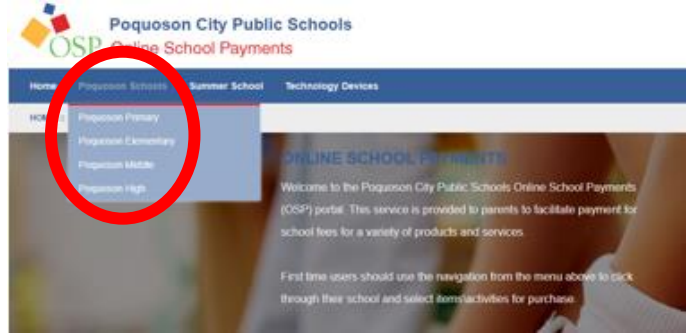 Poquoson City Public Schools
OSP Online School Payments
Home Poquoson Schools Summer School Technology Devices
HOME
Poquoson Primary
Poquoson Elementary
Poquoson Middle
Poquoson High
ONLINE SCHOOL PAYMENTS
Welcome to the Poquoson City Public Schools Online School Payments
(OSP) portal. This service is provided to parents to facilitate payment for
school fees for a variety of products and services.
First time users should use the navigation from the menu above to click
through their school and select items\activities for purchase.